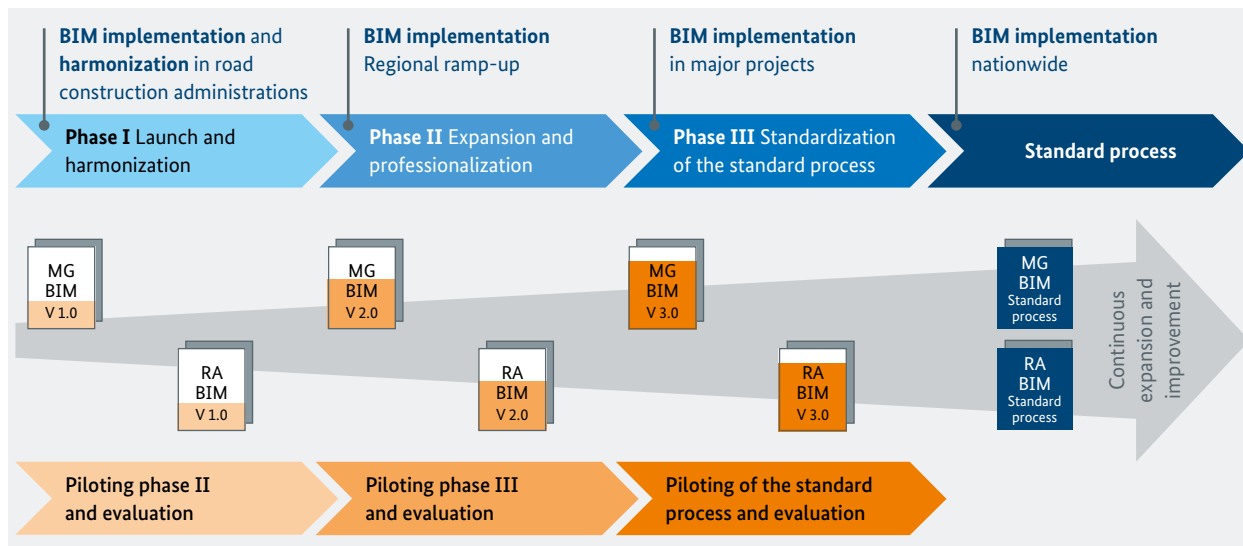 BIM implementation and
harmonization in road
construction administrations
BIM implementation
Regional ramp-up
BIM implementation
in major projects
BIM implementation
nationwide
Phase I Launch and
harmonization
Phase II Expansion and
professionalization
Phase III Standardization
of the standard process
Standard process
MG
BIM
V 1.0
MG
BIM
V 2.0
MG
BIM
V 3.0
MG
BIM
Standard
process
RA
BIM
V 1.0
RA
BIM
V 2.0
RA
BIM
V 3.0
RA
BIM
Standard
process
Continuous
expansion and
improvement
Piloting phase II
and evaluation
Piloting phase III
and evaluation
Piloting of the standard
process and evaluation